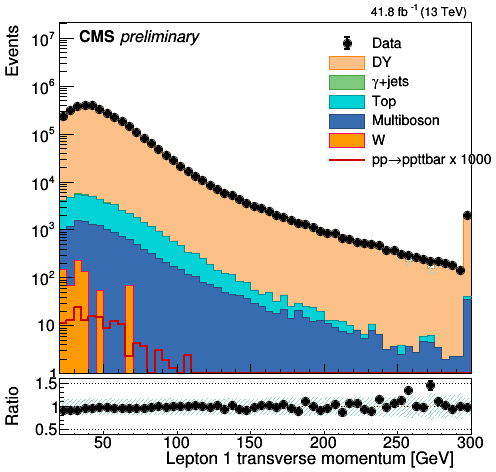 41.8 fb⁻¹ (13 TeV)
CMS preliminary
Events
10⁷
10⁶
10⁵
10⁴
10³
10²
10
1
Data
DY
γ+jets
Top
Multiboson
W
pp→ppttbar x 1000
Ratio
1.5
1
0.5
50 100 150 200 250 300
Lepton 1 transverse momentum [GeV]